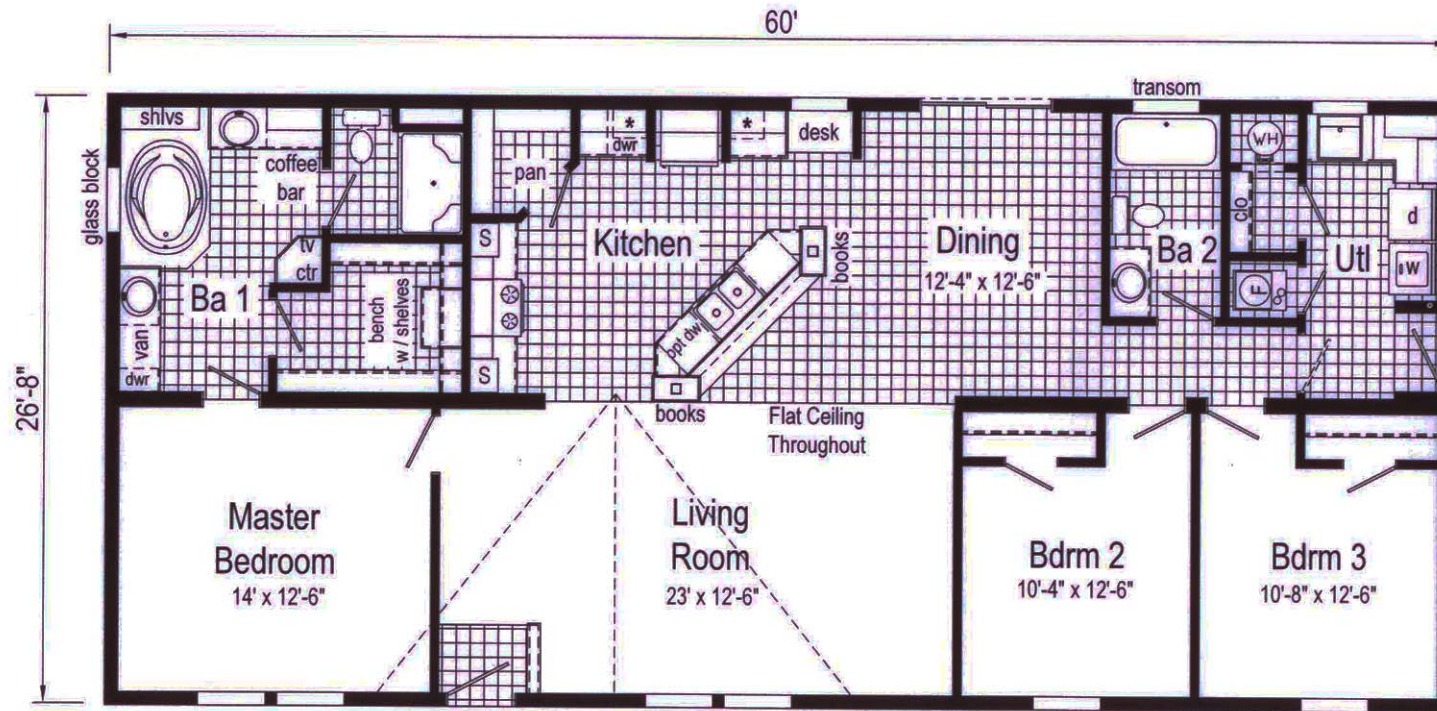 60'
transom
shlvs
*
dwr
*
desk
WH
glass block
coffee
bar
pan
clo
d
tv
ctr
S
Kitchen
books
Dining
12'-4" x 12'-6"
Ba 2
Utl
w
F
Ba 1
bench
w / shelves
van
dwr
opt dw
S
26'-8"
books
Flat Ceiling
Throughout
Master
Bedroom
14' x 12'-6"
Living
Room
23' x 12'-6"
Bdrm 2
10'-4" x 12'-6"
Bdrm 3
10'-8" x 12'-6"